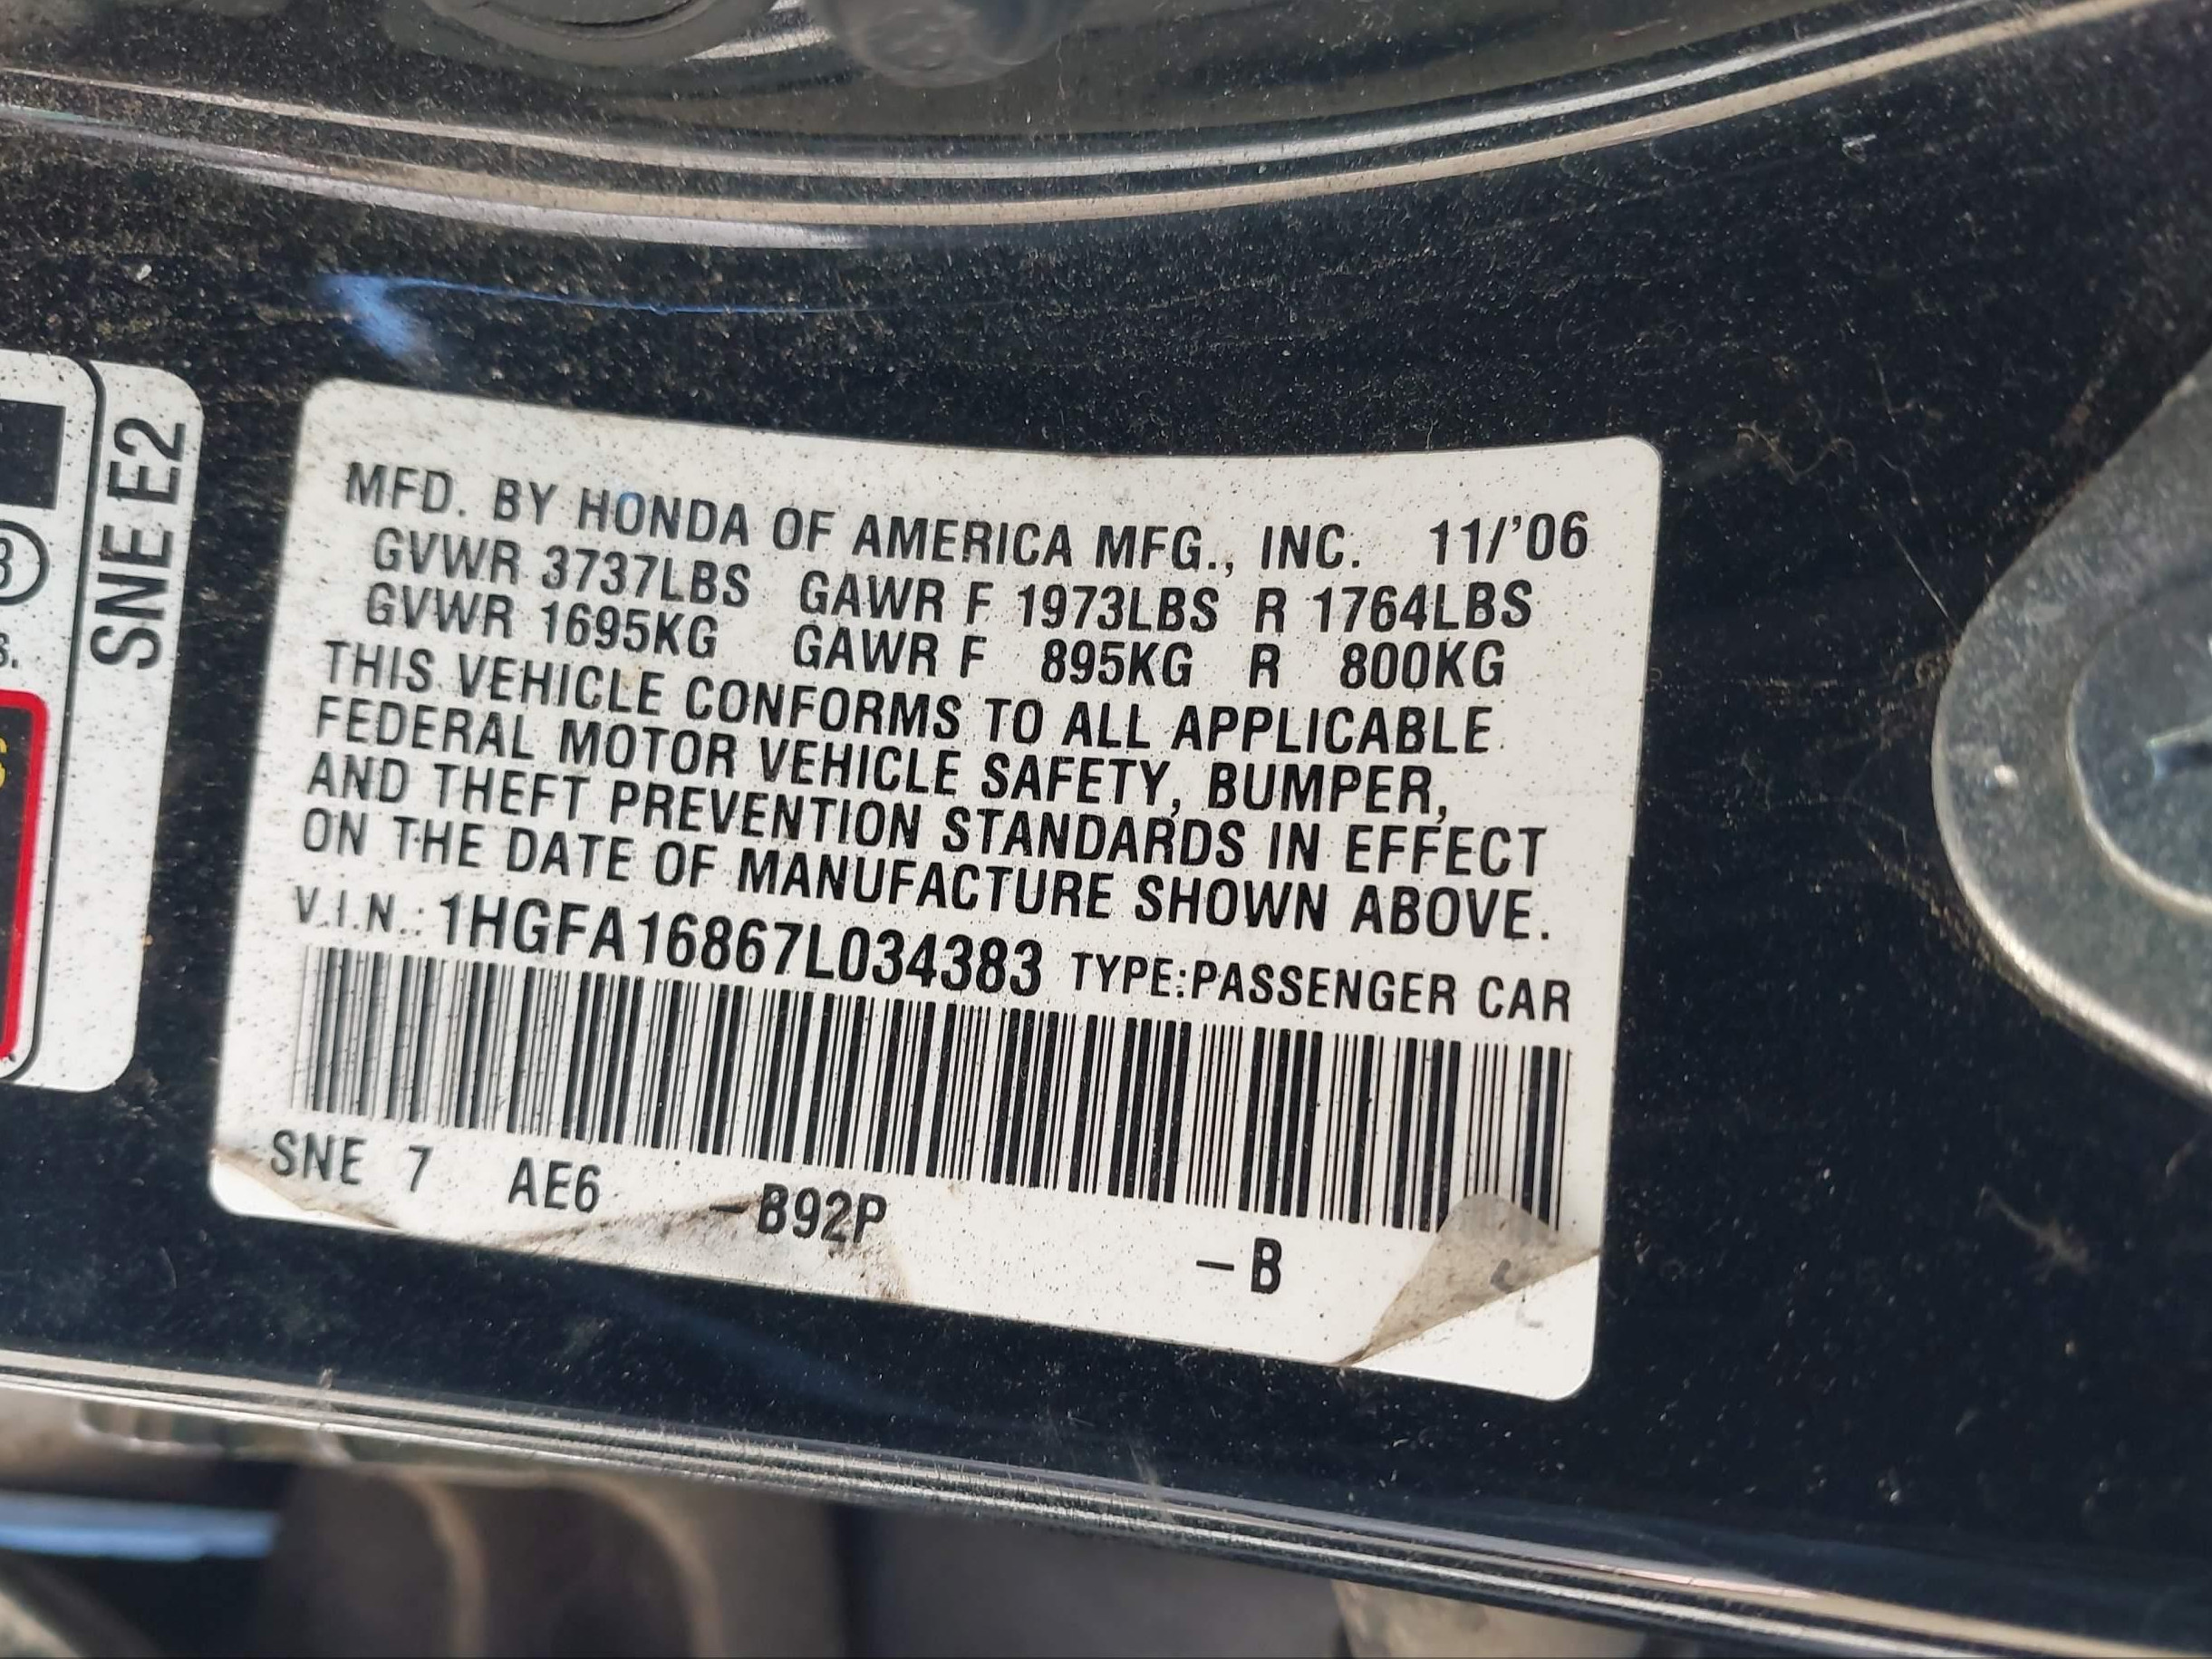 SNE E2
MFD. BY HONDA OF AMERICA MFG., INC. 11/'06
GVWR 3737LBS GAWR F 1973LBS R 1764LBS
GVWR 1695KG GAWR F 895KG R 800KG
THIS VEHICLE CONFORMS TO ALL APPLICABLE
FEDERAL MOTOR VEHICLE SAFETY, BUMPER,
AND THEFT PREVENTION STANDARDS IN EFFECT
ON THE DATE OF MANUFACTURE SHOWN ABOVE.
V.I.N.: 1HGFA16867L034383 TYPE:PASSENGER CAR
SNE 7 AE6 -B92P -B